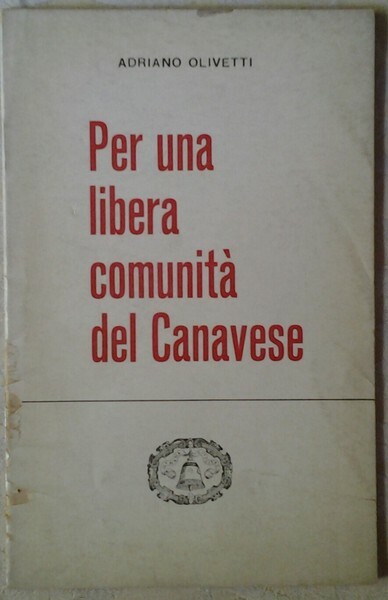 ADRIANO OLIVETTI
Per una
libera
comunità
del Canavese